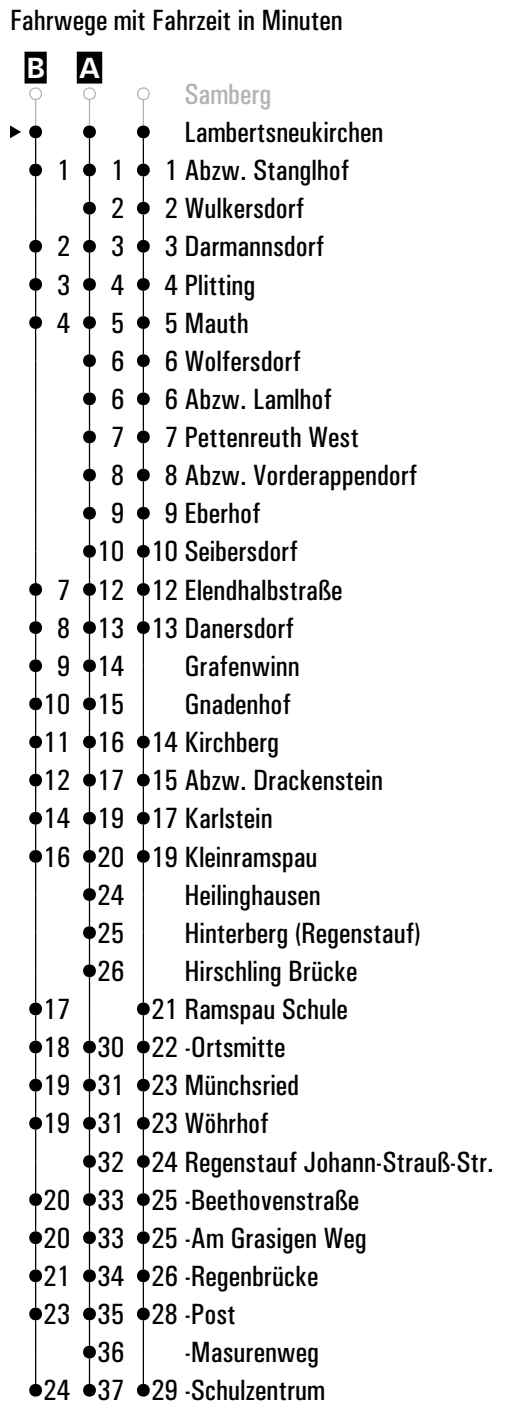 Fahrwege mit Fahrzeit in Minuten
B A
Samberg
Lambertsneukirchen
1 1 1 Abzw. Stanglhof
2 2 Wulkersdorf
2 3 3 Darmannsdorf
3 4 4 Plitting
4 5 5 Mauth
6 6 Wolfersdorf
6 6 Abzw. Lamlhof
7 7 Pettenreuth West
8 8 Abzw. Vorderappendorf
9 9 Eberhof
10 10 Seibersdorf
7 12 12 Elendhalbstraße
8 13 13 Danersdorf
9 14 Grafenwinn
10 15 Gnadenhof
11 16 14 Kirchberg
12 17 15 Abzw. Drackenstein
14 19 17 Karlstein
16 20 19 Kleinramspau
24 Heilinghausen
25 Hinterberg (Regenstauf)
26 Hirschling Brücke
17 21 Ramspau Schule
18 30 22 -Ortsmitte
19 31 23 Münchsried
19 31 23 Wöhrhof
32 24 Regenstauf Johann-Strauß-Str.
20 33 25 -Beethovenstraße
20 33 25 -Am Grasigen Weg
21 34 26 -Regenbrücke
23 35 28 -Post
36 -Masurenweg
24 37 29 -Schulzentrum